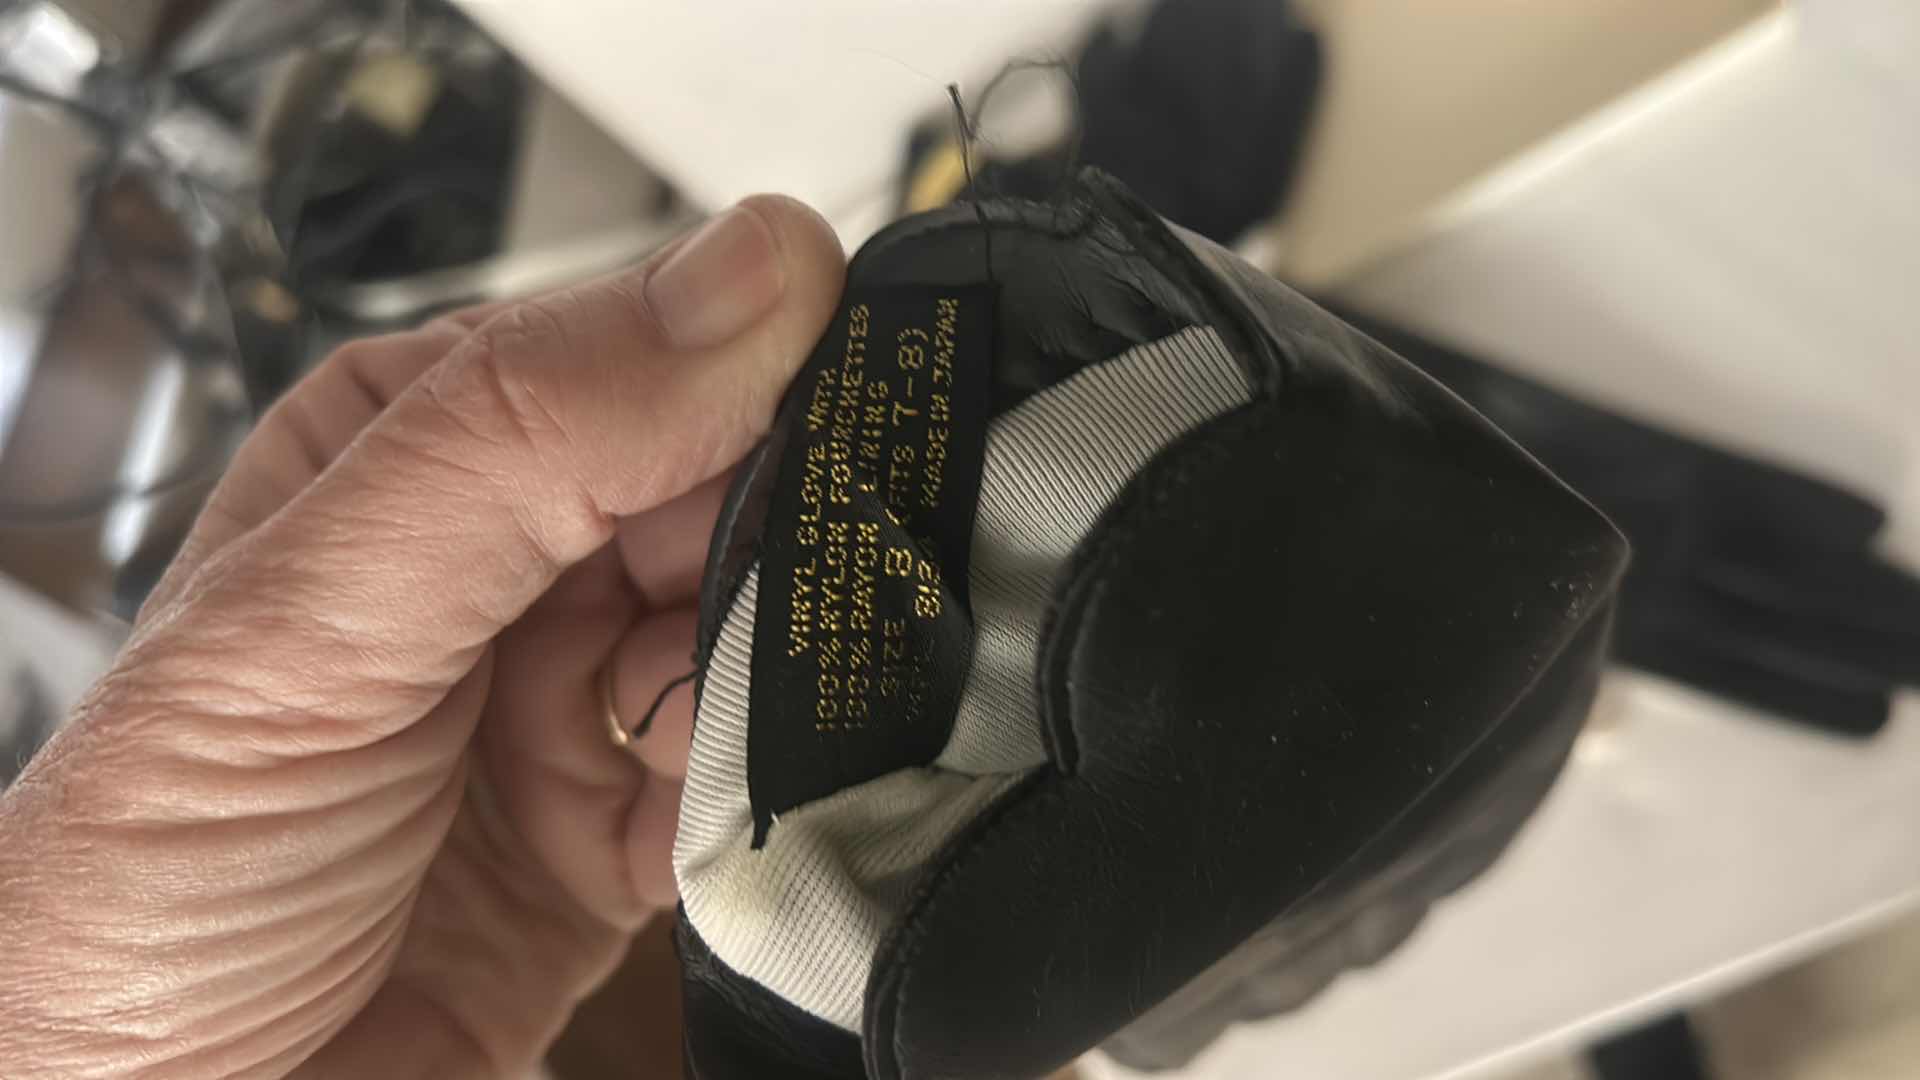 VINYL GLOVE WITH
100% NYLON FOURCHETTES
100% RAYON LINING
SIZE 8 (FITS 7-8)
MADE IN JAPAN